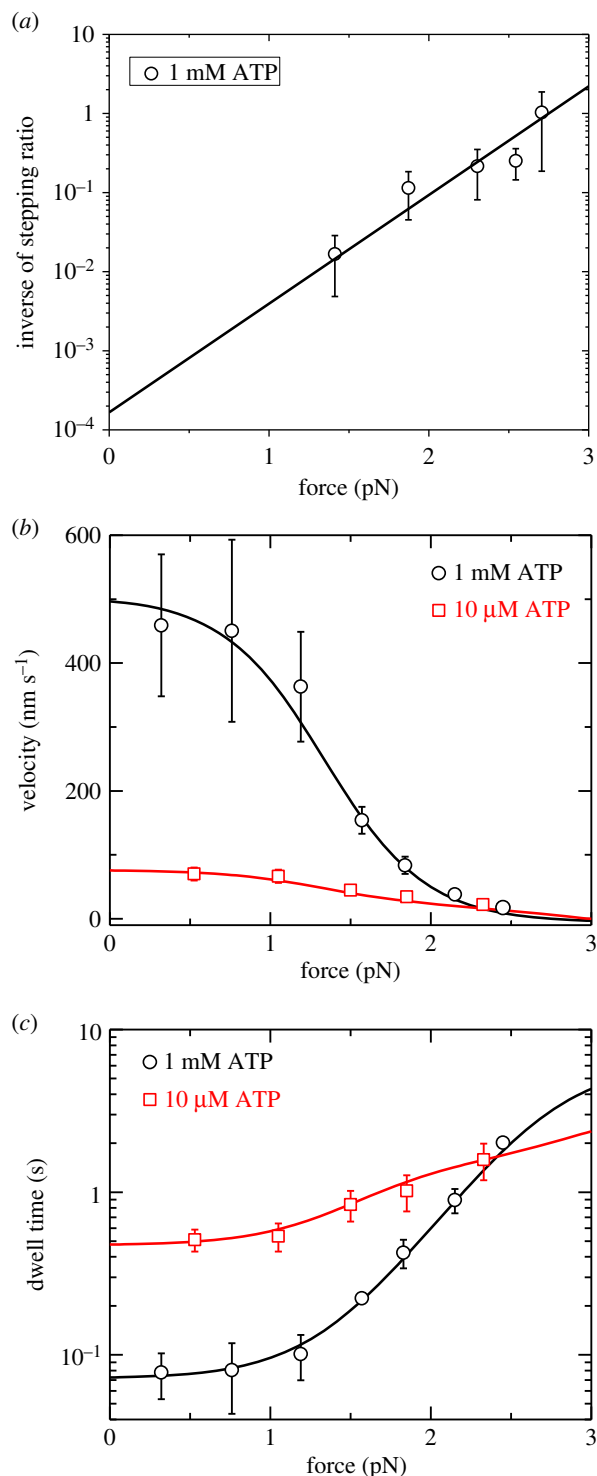 (a)
10
1 mM ATP
1
10⁻¹
10⁻²
10⁻³
10⁻⁴
inverse of stepping ratio
0 1 2 3
force (pN)
(b)
600
1 mM ATP
10 μM ATP
400
200
0
velocity (nm s⁻¹)
0 1 2 3
force (pN)
(c)
10
1 mM ATP
10 μM ATP
1
10⁻¹
dwell time (s)
0 1 2 3
force (pN)